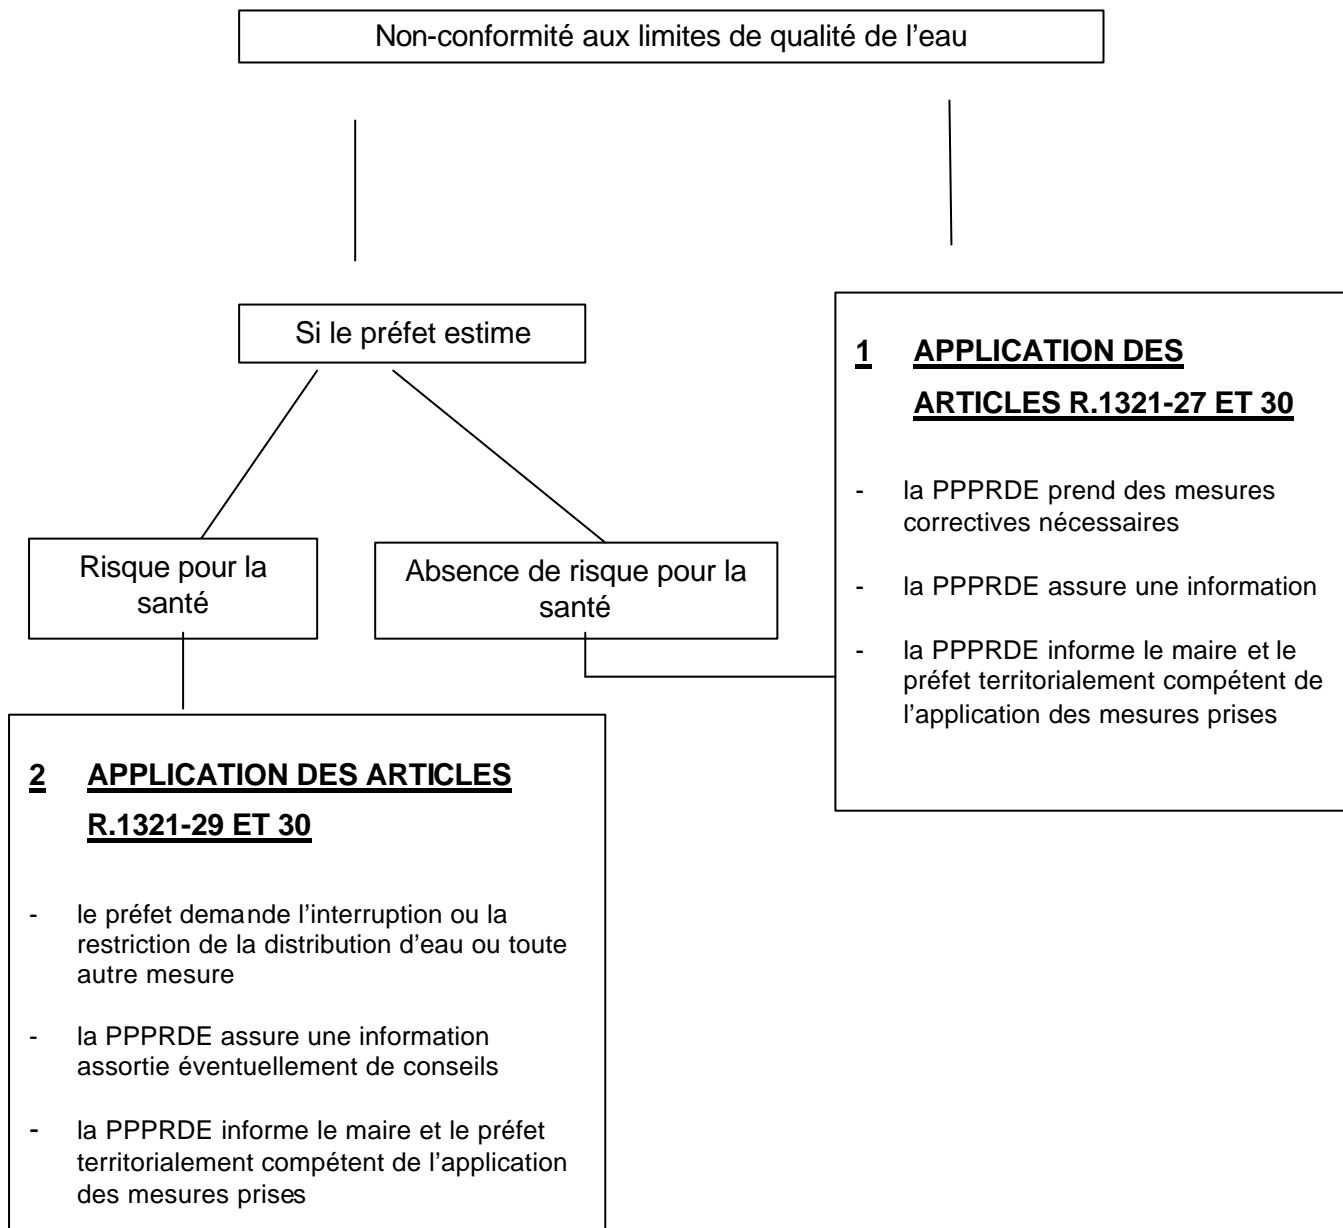 Non-conformité aux limites de qualité de l’eau
Si le préfet estime
1 APPLICATION DES
ARTICLES R.1321-27 ET 30
- la PPPRDE prend des mesures
correctives nécessaires
- la PPPRDE assure une information
- la PPPRDE informe le maire et le
préfet territorialement compétent de
l’application des mesures prises
Risque pour la
santé
Absence de risque pour la
santé
2 APPLICATION DES ARTICLES
R.1321-29 ET 30
- le préfet demande l’interruption ou la
restriction de la distribution d’eau ou toute
autre mesure
- la PPPRDE assure une information
assortie éventuellement de conseils
- la PPPRDE informe le maire et le préfet
territorialement compétent de l’application
des mesures prises